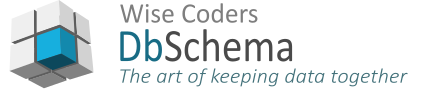 Wise Coders
DbSchema
The art of keeping data together